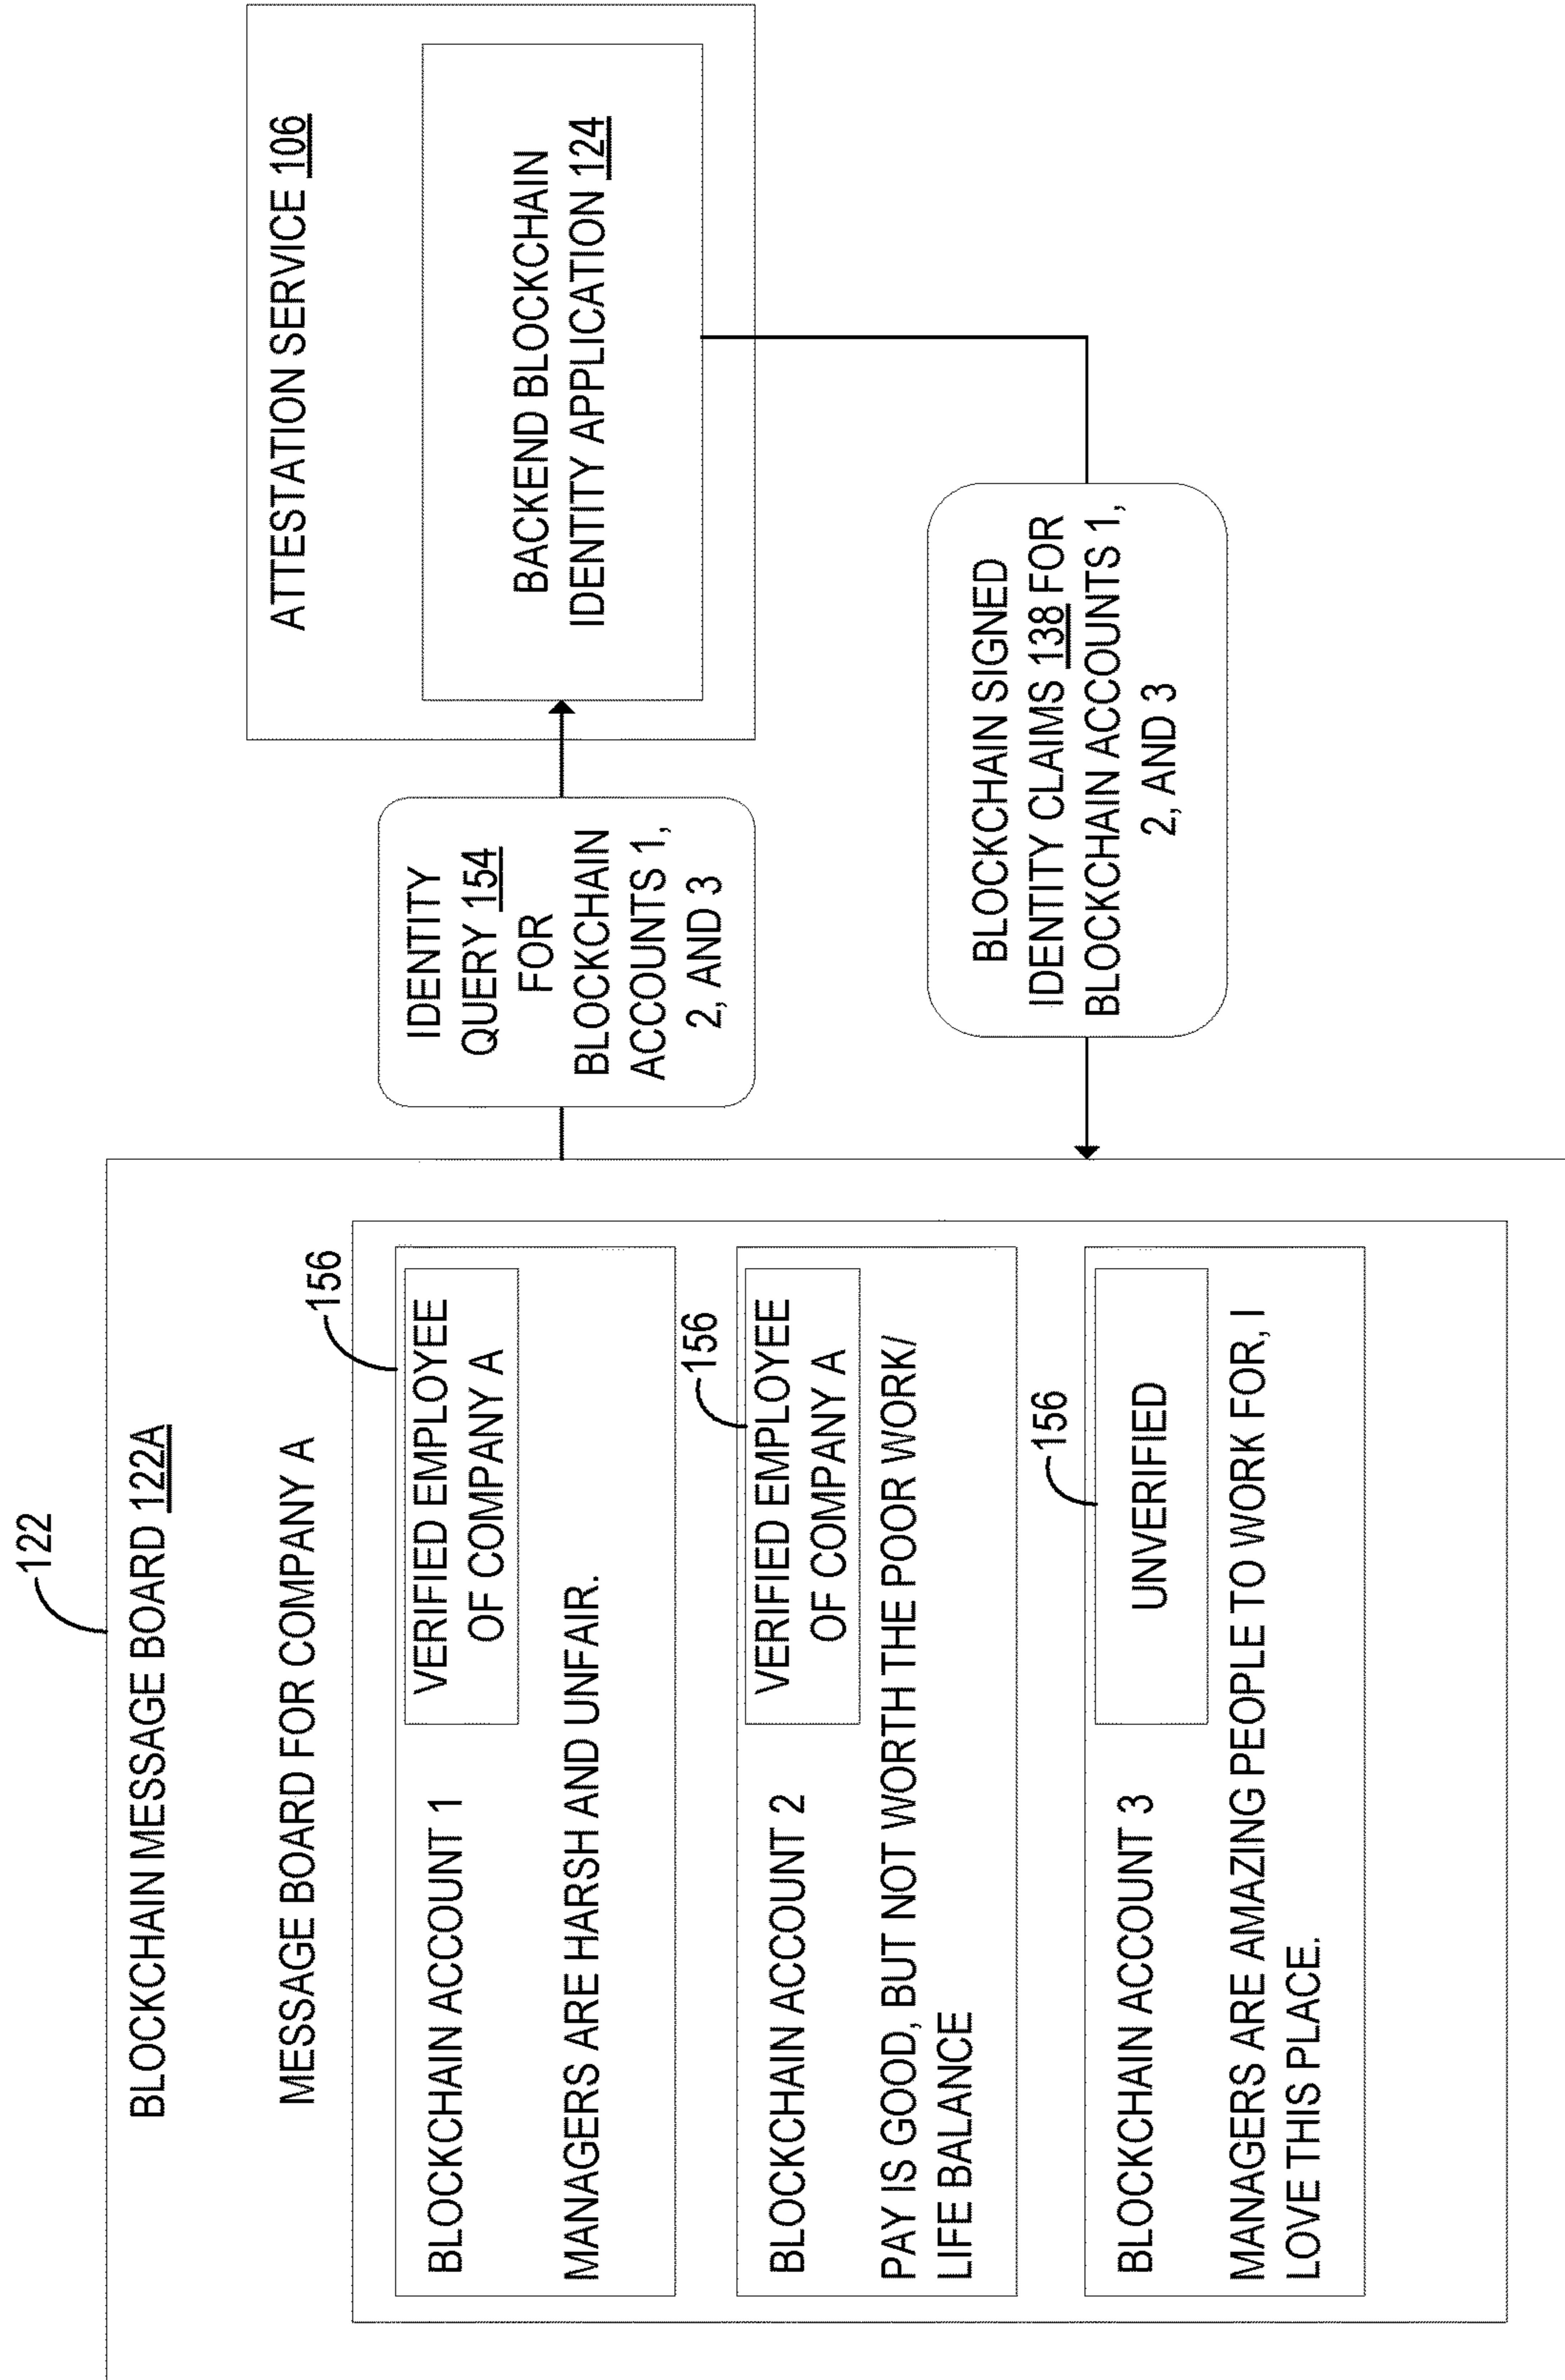 122
BLOCKCHAIN MESSAGE BOARD 122A
MESSAGE BOARD FOR COMPANY A
156
BLOCKCHAIN ACCOUNT 1
VERIFIED EMPLOYEE
OF COMPANY A
MANAGERS ARE HARSH AND UNFAIR.
156
BLOCKCHAIN ACCOUNT 2
VERIFIED EMPLOYEE
OF COMPANY A
PAY IS GOOD, BUT NOT WORTH THE POOR WORK/
LIFE BALANCE
156
BLOCKCHAIN ACCOUNT 3
UNVERIFIED
MANAGERS ARE AMAZING PEOPLE TO WORK FOR, I
LOVE THIS PLACE.
IDENTITY
QUERY 154
FOR
BLOCKCHAIN
ACCOUNTS 1,
2, AND 3
ATTESTATION SERVICE 106
BACKEND BLOCKCHAIN
IDENTITY APPLICATION 124
BLOCKCHAIN SIGNED
IDENTITY CLAIMS 138 FOR
BLOCKCHAIN ACCOUNTS 1,
2, AND 3